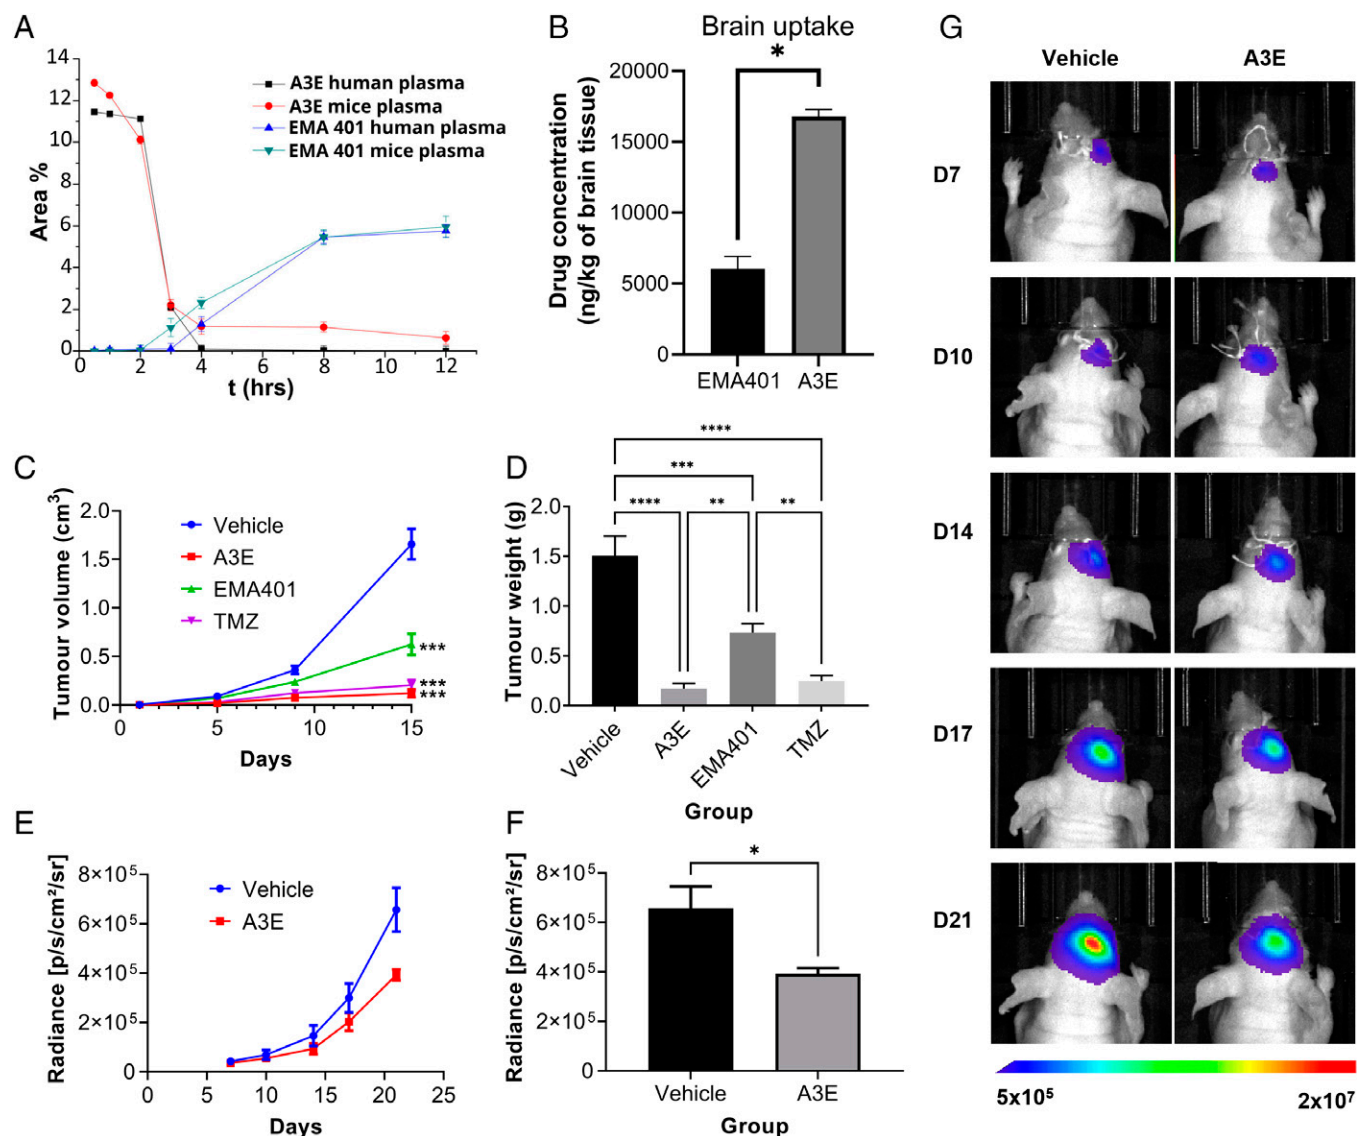 A
14
12
10
8
6
4
2
0
Area %
A3E human plasma
A3E mice plasma
EMA 401 human plasma
EMA 401 mice plasma
0 2 4 6 8 10 12
t (hrs)
B
Brain uptake
*
20000
15000
10000
5000
0
Drug concentration
(ng/kg of brain tissue)
EMA401 A3E
C
Tumour volume (cm³)
2.0
1.5
1.0
0.5
0.0
Vehicle
A3E
EMA401
TMZ
***
***
***
0 5 10 15
Days
D
Tumour weight (g)
2.0
1.5
1.0
0.5
0.0
****
***
**** ** **
Vehicle A3E EMA401 TMZ
Group
E
Radiance [p/s/cm²/sr]
8×10⁵
6×10⁵
4×10⁵
2×10⁵
0
Vehicle
A3E
0 5 10 15 20 25
Days
F
Radiance [p/s/cm²/sr]
8×10⁵
6×10⁵
4×10⁵
2×10⁵
0
*
Vehicle A3E
Group
G
Vehicle A3E
D7
D10
D14
D17
D21
5x10⁵ 2x10⁷